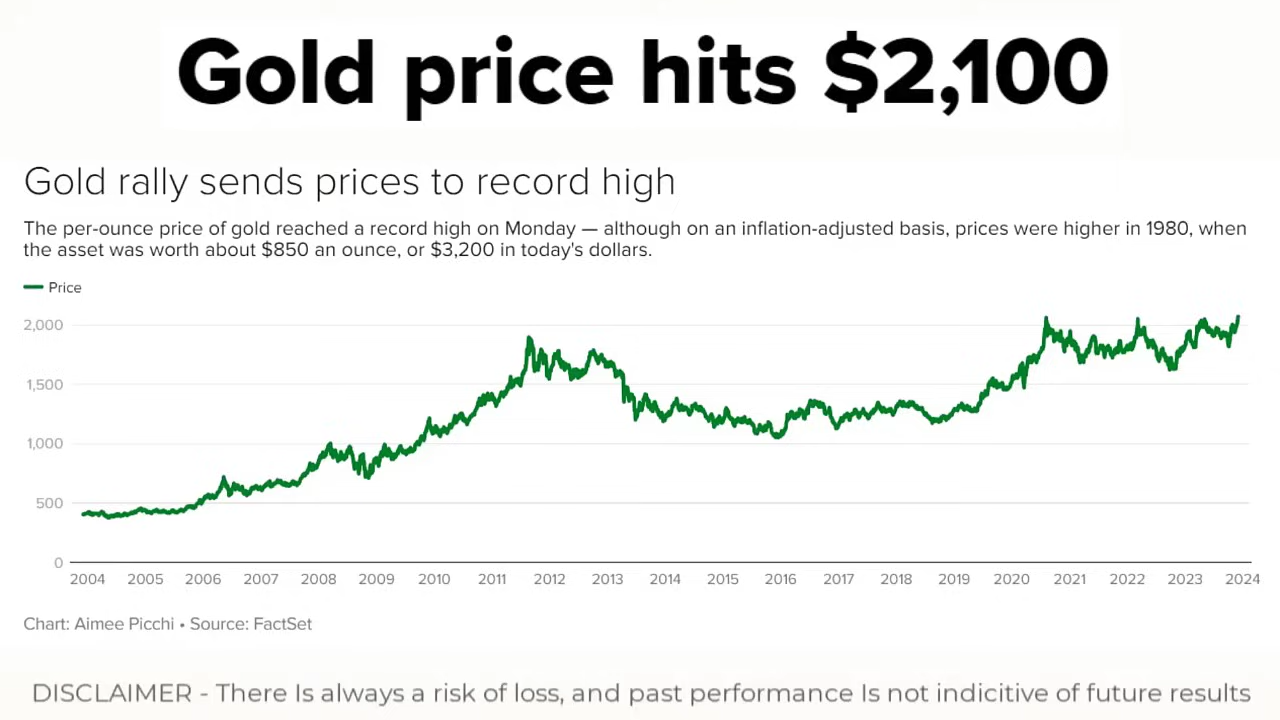 Gold price hits $2,100
Gold rally sends prices to record high
The per-ounce price of gold reached a record high on Monday — although on an inflation-adjusted basis, prices were higher in 1980, when
the asset was worth about $850 an ounce, or $3,200 in today's dollars.
Price
2,000
1,500
1,000
500
0
2004 2005 2006 2007 2008 2009 2010 2011 2012 2013 2014 2015 2016 2017 2018 2019 2020 2021 2022 2023 2024
Chart: Aimee Picchi • Source: FactSet
DISCLAIMER - There Is always a risk of loss, and past performance Is not indicitive of future results